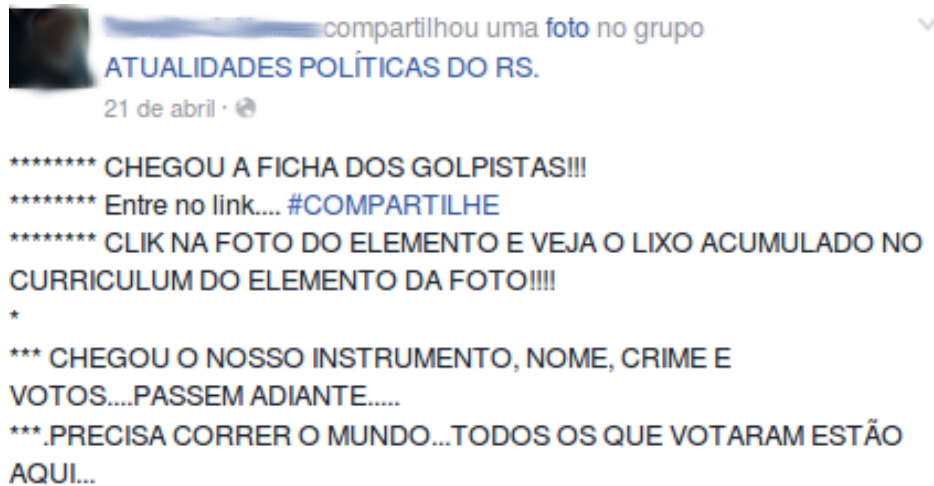 compartilhou uma foto no grupo
ATUALIDADES POLÍTICAS DO RS.
21 de abril ·
******** CHEGOU A FICHA DOS GOLPISTAS!!!
******** Entre no link.... #COMPARTILHE
******** CLIK NA FOTO DO ELEMENTO E VEJA O LIXO ACUMULADO NO
CURRICULUM DO ELEMENTO DA FOTO!!!!
*
*** CHEGOU O NOSSO INSTRUMENTO, NOME, CRIME E
VOTOS....PASSEM ADIANTE.....
***.PRECISA CORRER O MUNDO...TODOS OS QUE VOTARAM ESTÃO
AQUI...